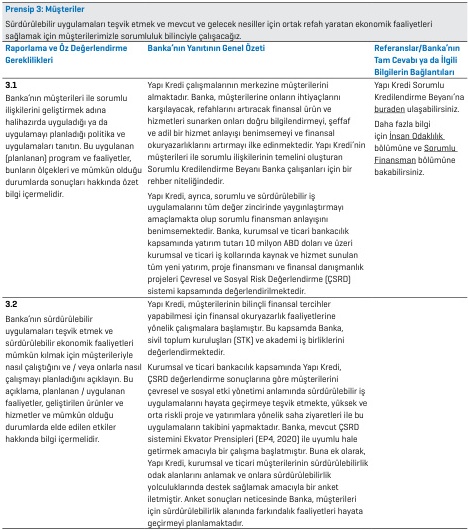 Prensip 3: Müşteriler
Sürdürülebilir uygulamaları teşvik etmek ve mevcut ve gelecek nesiller için ortak refah yaratan ekonomik faaliyetleri
sağlamak için müşterilerimizle sorumluluk bilinciyle çalışacağız.
Raporlama ve Öz Değerlendirme
Gereklilikleri
Banka'nın Yanıtının Genel Özeti
Referanslar/Banka'nın
Tam Cevabı ya da İlgili
Bilgilerin Bağlantıları
3.1
Banka'nın müşterileri ile sorumlu
ilişkilerini geliştirmek adına
halihazırda uyguladığı ya da
uygulamayı planladığı politika ve
uygulamaları tanıtın. Bu uygulanan
(planlanan) program ve faaliyetler,
bunların ölçekleri ve mümkün olduğu
durumlarda sonuçları hakkında özet
bilgi içermelidir.
Yapı Kredi çalışmalarının merkezine müşterilerini
almaktadır. Banka, müşterilerine onların ihtiyaçlarını
karşılayacak, refahlarını artıracak finansal ürün ve
hizmetleri sunarken onları doğru bilgilendirmeyi, şeffaf
ve adil bir hizmet anlayışı benimsemeyi ve finansal
okuryazarlıklarını artırmayı ilke edinmektedir. Yapı Kredi'nin
müşterileri ile sorumlu ilişkilerinin temelini oluşturan
Sorumlu Kredilendirme Beyanı Banka çalışanları için bir
rehber niteliğindedir.
Yapı Kredi, ayrıca, sorumlu ve sürdürülebilir iş
uygulamalarını tüm değer zincirinde yaygınlaştırmayı
amaçlamakta olup sorumlu finansman anlayışını
benimsemektedir. Banka, kurumsal ve ticari bankacılık
kapsamında yatırım tutarı 10 milyon ABD doları ve üzeri
kurumsal ve ticari iş kollarında kaynak ve hizmet sunulan
tüm yeni yatırım, proje finansmanı ve finansal danışmanlık
projeleri Çevresel ve Sosyal Risk Değerlendirme (ÇSRD)
sistemi kapsamında değerlendirilmektedir.
Yapı Kredi Sorumlu
Kredilendirme Beyanı'na
buradan ulaşabilirsiniz.
Daha fazla bilgi
için İnsan Odaklılık
bölümüne ve Sorumlu
Finansman bölümüne
bakabilirsiniz.
3.2
Banka'nın sürdürülebilir
uygulamaları teşvik etmek ve
sürdürülebilir ekonomik faaliyetleri
mümkün kılmak için müşterileriyle
nasıl çalıştığını ve / veya onlarla nasıl
çalışmayı planladığını açıklayın. Bu
açıklama, planlanan / uygulanan
faaliyetler, geliştirilen ürünler ve
hizmetler ve mümkün olduğu
durumlarda elde edilen etkiler
hakkında bilgi içermelidir.
Yapı Kredi, müşterilerinin bilinçli finansal tercihler
yapabilmesi için finansal okuryazarlık faaliyetlerine
yönelik çalışmalara başlamıştır. Bu kapsamda Banka,
sivil toplum kuruluşları (STK) ve akademi iş birliklerini
değerlendirmektedir.
Kurumsal ve ticari bankacılık kapsamında Yapı Kredi,
ÇSRD değerlendirme sonuçlarına göre müşterilerini
çevresel ve sosyal etki yönetimi anlamında sürdürülebilir iş
uygulamalarını hayata geçirmeye teşvik etmekte, yüksek ve
orta riskli proje ve yatırımlara yönelik saha ziyaretleri ile bu
uygulamaların takibini yapmaktadır. Banka, mevcut ÇSRD
sistemini Ekvator Prensipleri (EP4, 2020) ile uyumlu hale
getirmek amacıyla bir çalışma başlatmıştır. Buna ek olarak,
Yapı Kredi, kurumsal ve ticari müşterilerinin sürdürülebilirlik
odak alanlarını anlamak ve onlara sürdürülebilirlik
yolculuklarında destek sağlamak amacıyla bir anket
iletmiştir. Anket sonuçları neticesinde Banka, müşterileri
için sürdürülebilirlik alanında farkındalık faaliyetleri hayata
geçirmeyi planlamaktadır.